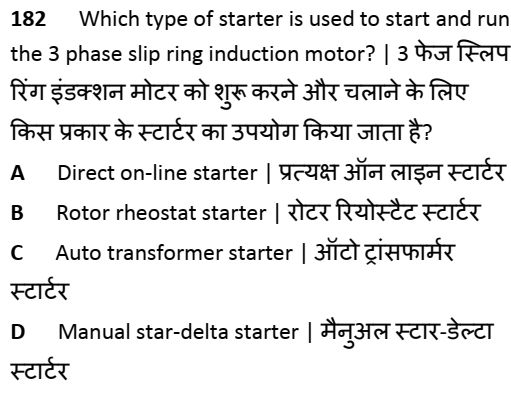 182 Which type of starter is used to start and run
the 3 phase slip ring induction motor? | 3 फेज स्लिप
रिंग इंडक्शन मोटर को शुरू करने और चलाने के लिए
किस प्रकार के स्टार्टर का उपयोग किया जाता है?
A Direct on-line starter | प्रत्यक्ष ऑन लाइन स्टार्टर
B Rotor rheostat starter | रोटर रियोस्टैट स्टार्टर
C Auto transformer starter | ऑटो ट्रांसफार्मर
स्टार्टर
D Manual star-delta starter | मैनुअल स्टार-डेल्टा
स्टार्टर